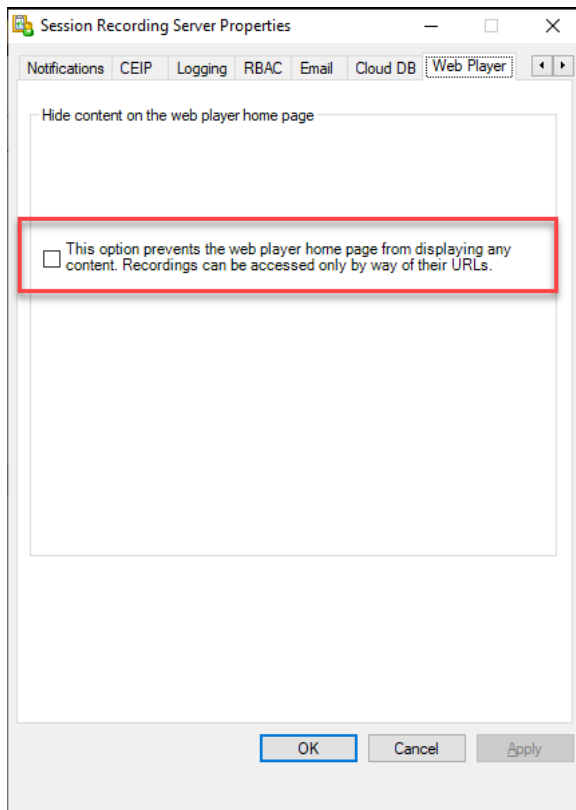 Session Recording Server Properties
Notifications CEIP Logging RBAC Email Cloud DB Web Player
Hide content on the web player home page
This option prevents the web player home page from displaying any
content. Recordings can be accessed only by way of their URLs.
OK Cancel Apply